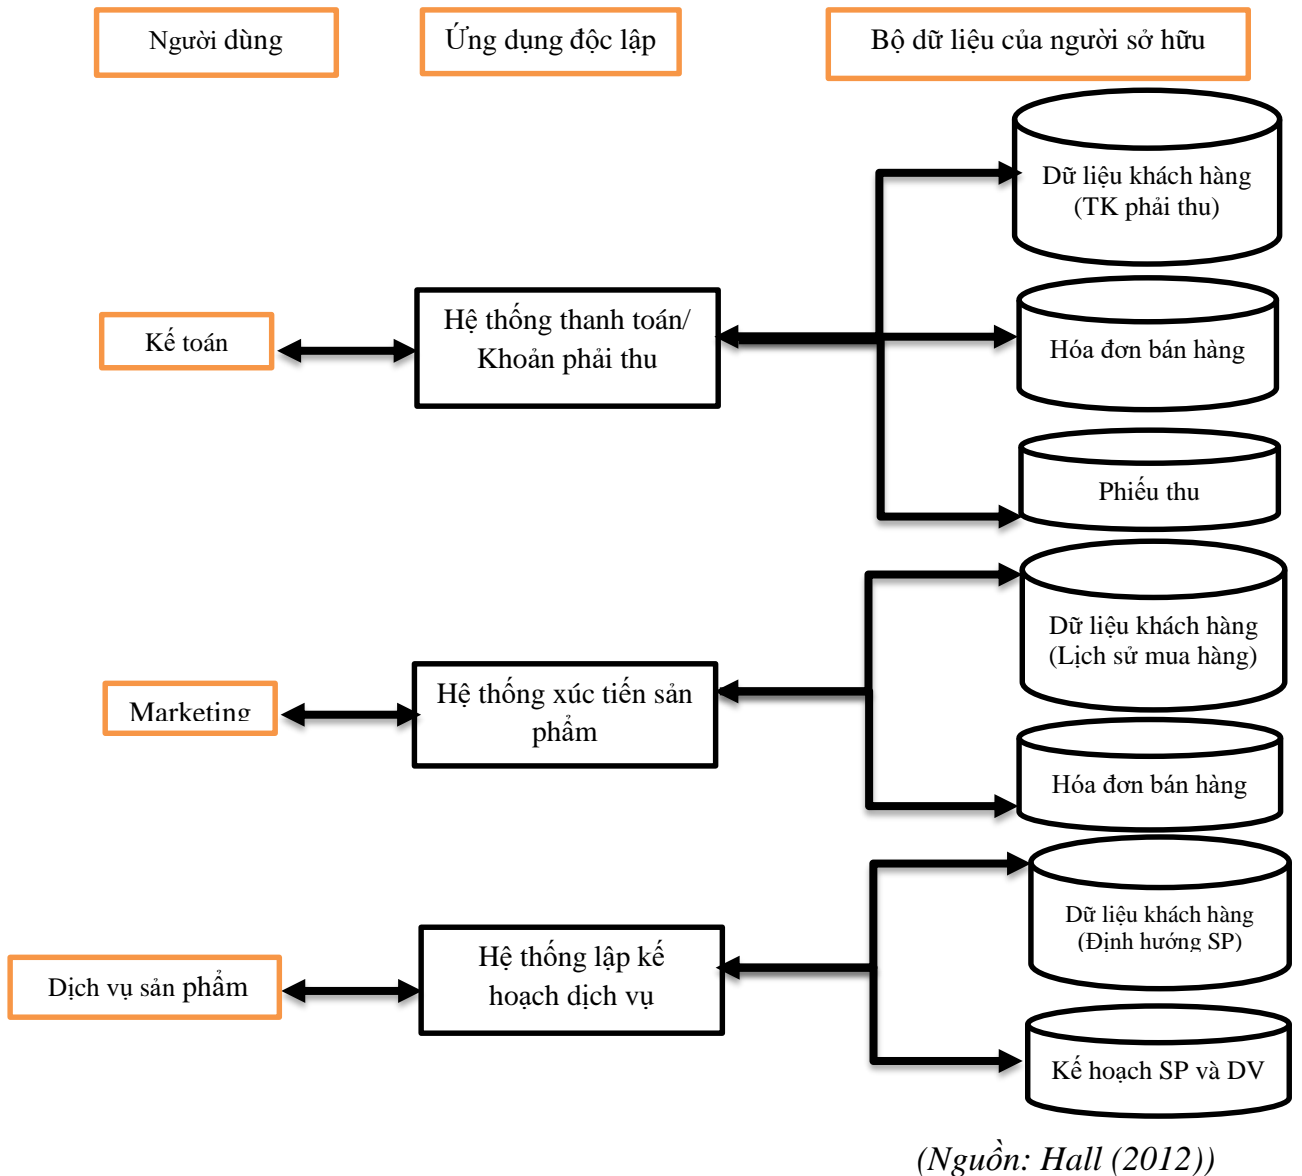 Người dùng
Ứng dụng độc lập
Bộ dữ liệu của người sở hữu
Dữ liệu khách hàng
(TK phải thu)
Kế toán
Hệ thống thanh toán/
Khoản phải thu
Hóa đơn bán hàng
Phiếu thu
Dữ liệu khách hàng
(Lịch sử mua hàng)
Marketing
Hệ thống xúc tiến sản
phẩm
Hóa đơn bán hàng
Dữ liệu khách hàng
(Định hướng SP)
Dịch vụ sản phẩm
Hệ thống lập kế
hoạch dịch vụ
Kế hoạch SP và DV
(Nguồn: Hall (2012))